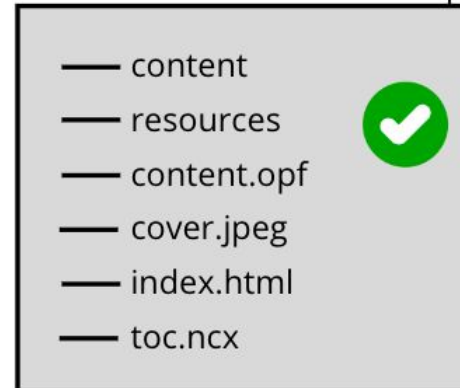 content
resources
content.opf
cover.jpeg
index.html
toc.ncx